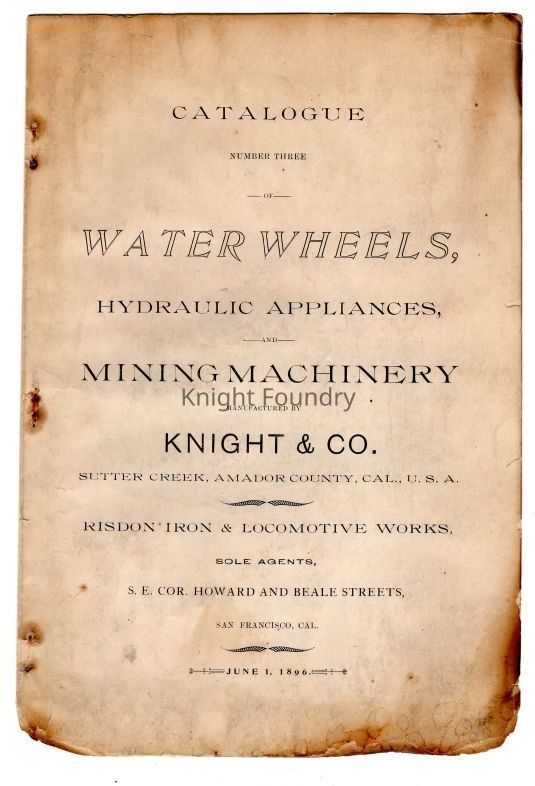 CATALOGUE
NUMBER THREE
OF
WATER WHEELS,
HYDRAULIC APPLIANCES,
AND
MINING MACHINERY
Knight Foundry
MANUFACTURED BY
KNIGHT & CO.
SUTTER CREEK, AMADOR COUNTY, CAL., U. S. A.
RISDON IRON & LOCOMOTIVE WORKS,
SOLE AGENTS,
S. E. COR. HOWARD AND BEALE STREETS,
SAN FRANCISCO, CAL.
JUNE 1, 1896.